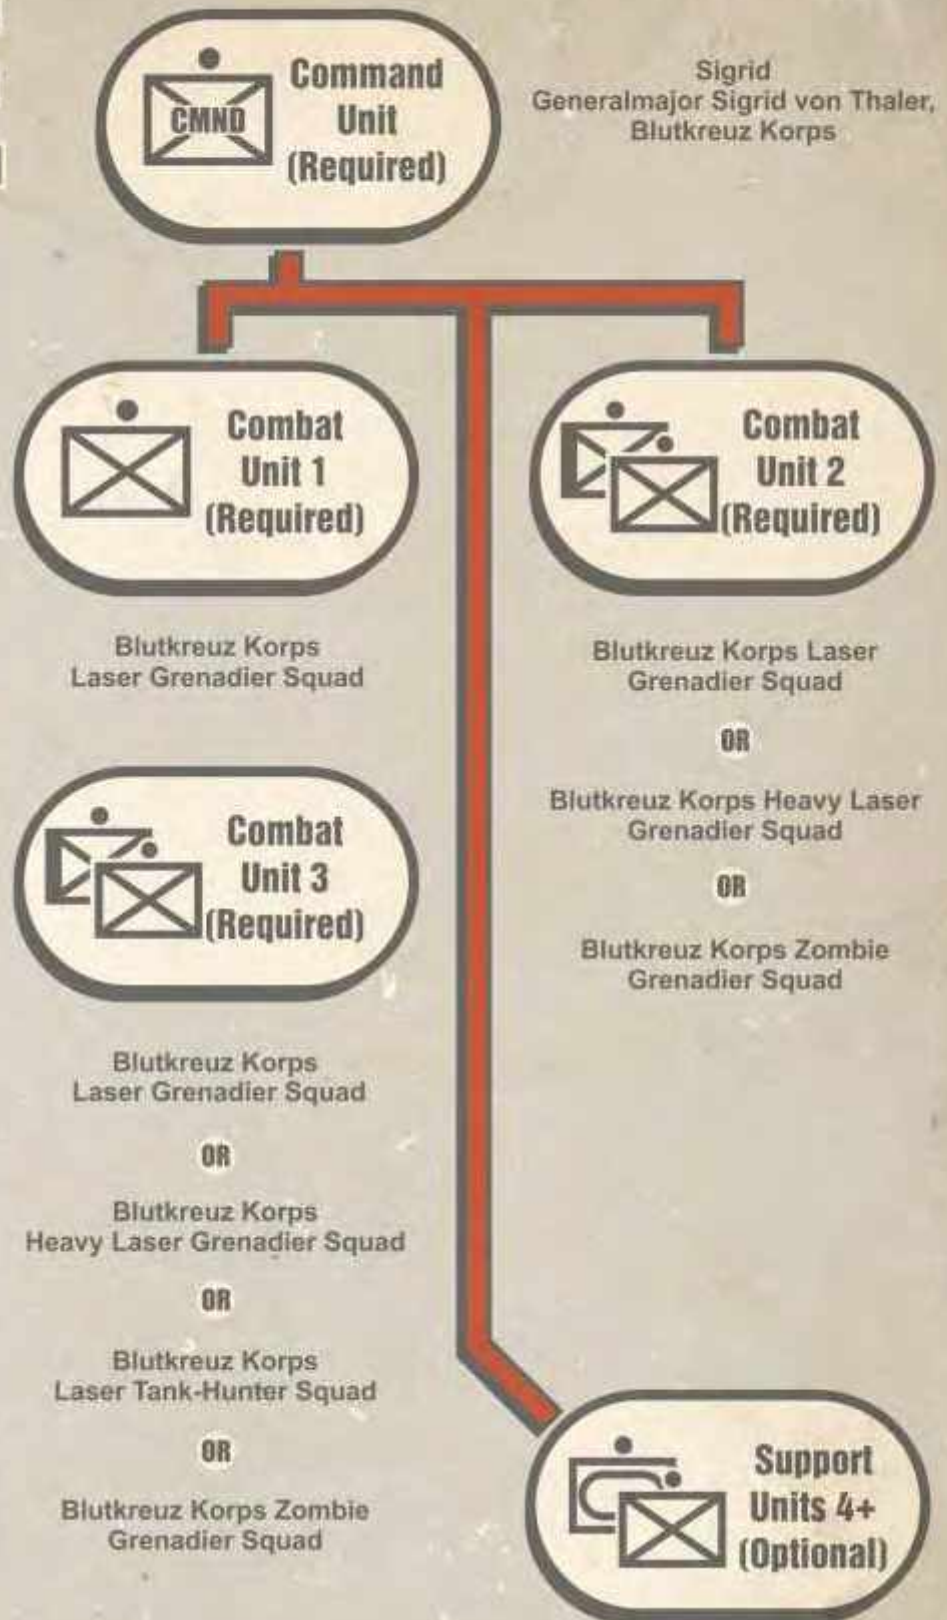 CMND
Command
Unit
(Required)
Sigrid
Generalmajor Sigrid von Thaler,
Blutkreuz Korps
Combat
Unit 1
(Required)
Blutkreuz Korps
Laser Grenadier Squad
Combat
Unit 2
(Required)
Blutkreuz Korps Laser
Grenadier Squad
OR
Blutkreuz Korps Heavy Laser
Grenadier Squad
OR
Blutkreuz Korps Zombie
Grenadier Squad
Combat
Unit 3
(Required)
Blutkreuz Korps
Laser Grenadier Squad
OR
Blutkreuz Korps
Heavy Laser Grenadier Squad
OR
Blutkreuz Korps
Laser Tank-Hunter Squad
OR
Blutkreuz Korps Zombie
Grenadier Squad
Support
Units 4+
(Optional)